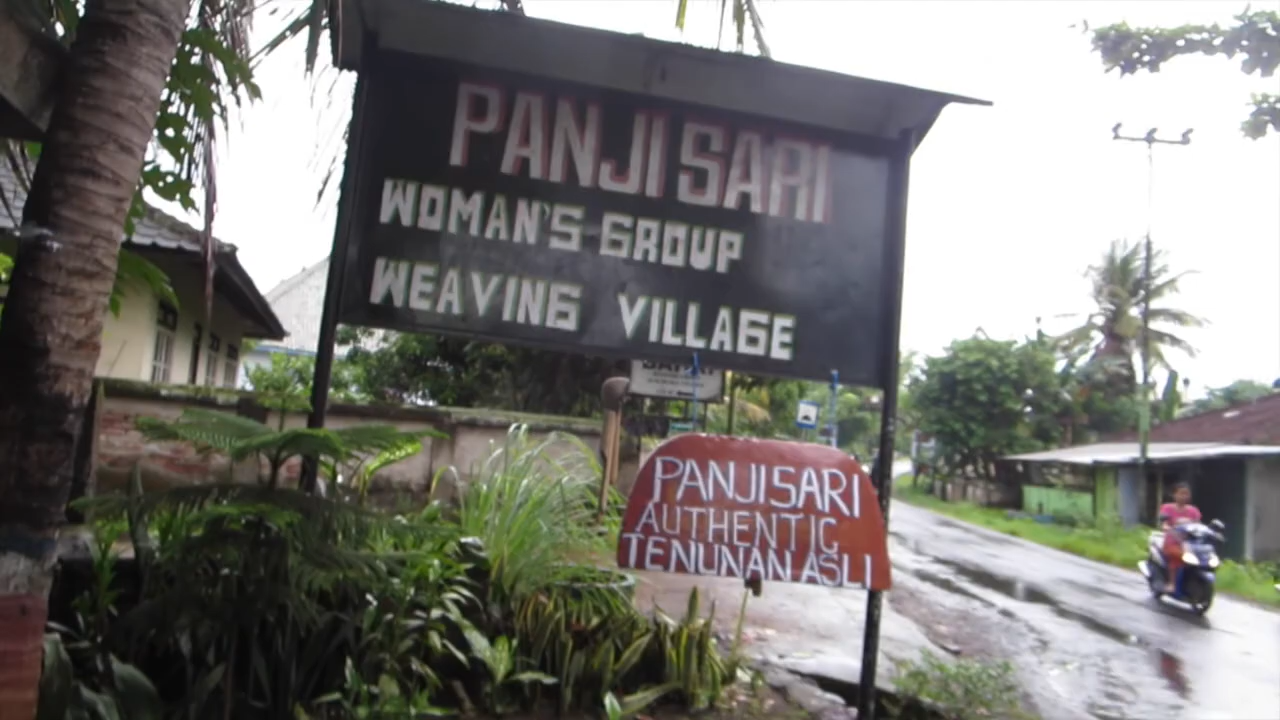 PANJI SARI
WOMAN'S GROUP
WEAVING VILLAGE
PANJISARI
AUTHENTIC
TENUNAN ASLI